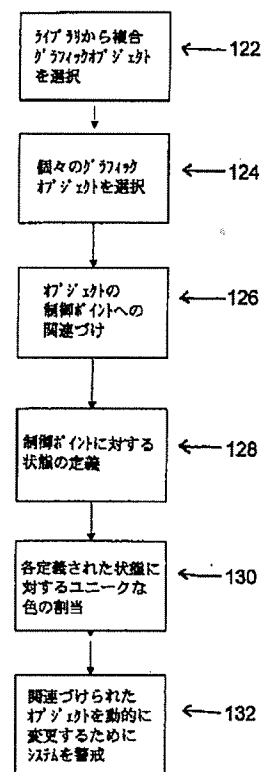 ライブラリから複合
グラフィックオブジェクト
を選択
122
個々のグラフィック
オブジェクトを選択
124
オブジェクトの
制御ポイントへの
関連づけ
126
制御ポイントに対する
状態の定義
128
各定義された状態に
対するユニークな
色の割当
130
関連づけられた
オブジェクトを動的に
変更するために
システムを警戒
132